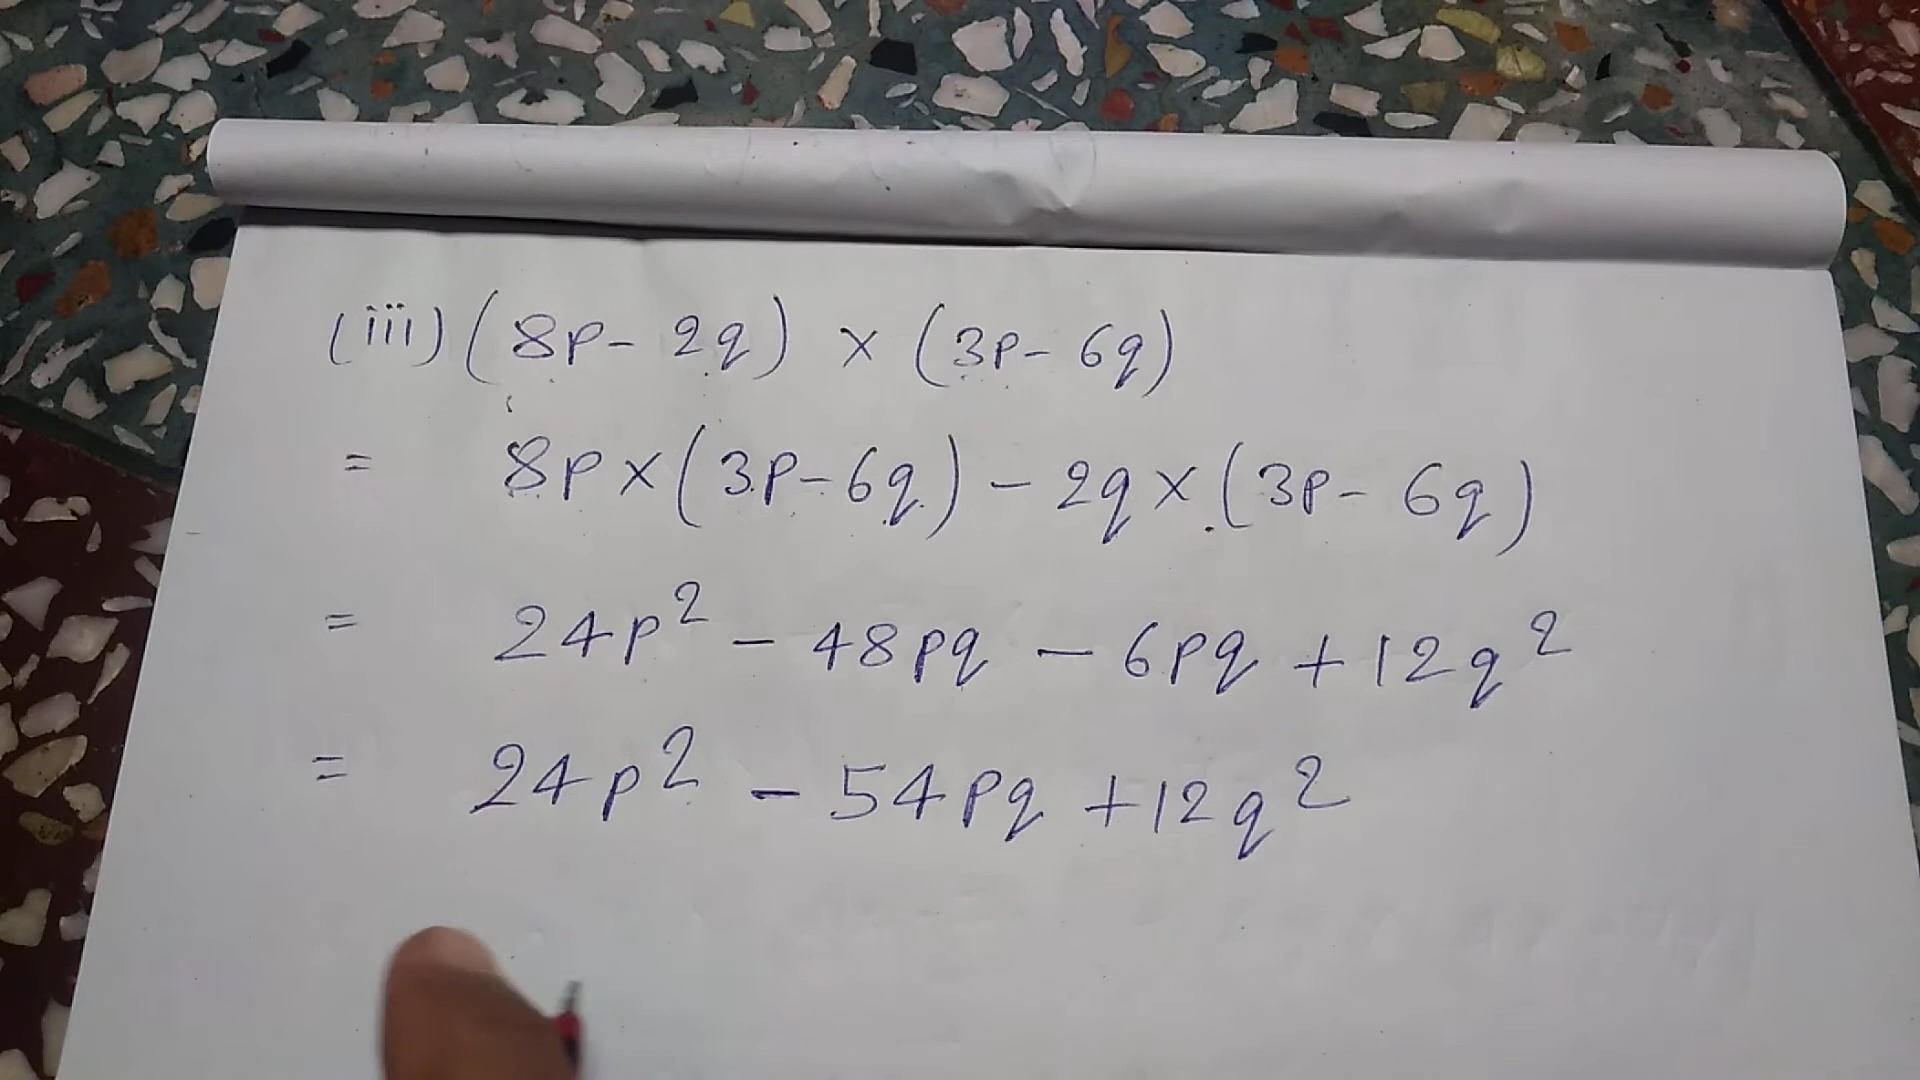 (iii) (8p - 2q) × (3p - 6q)
= 8p × (3p - 6q) - 2q × (3p - 6q)
= 24p² - 48pq - 6pq + 12q²
= 24p² - 54pq + 12q²